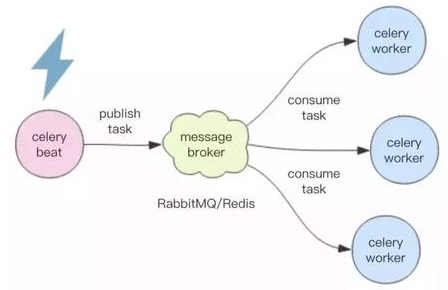 celery
beat
publish
task
message
broker
RabbitMQ/Redis
consume
task
consume
task
celery
worker
celery
worker
celery
worker